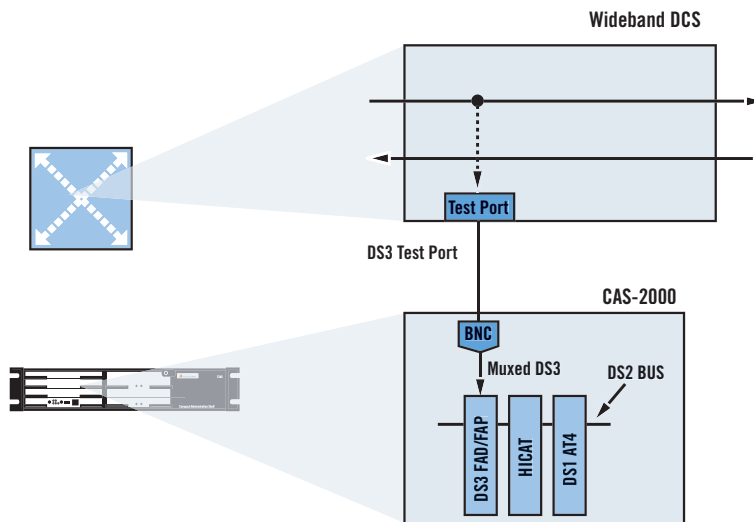 Wideband DCS
Test Port
DS3 Test Port
CAS-2000
BNC
Muxed DS3
DS2 BUS
DS3 FAD/FAP
HICAT
DS1 AT4